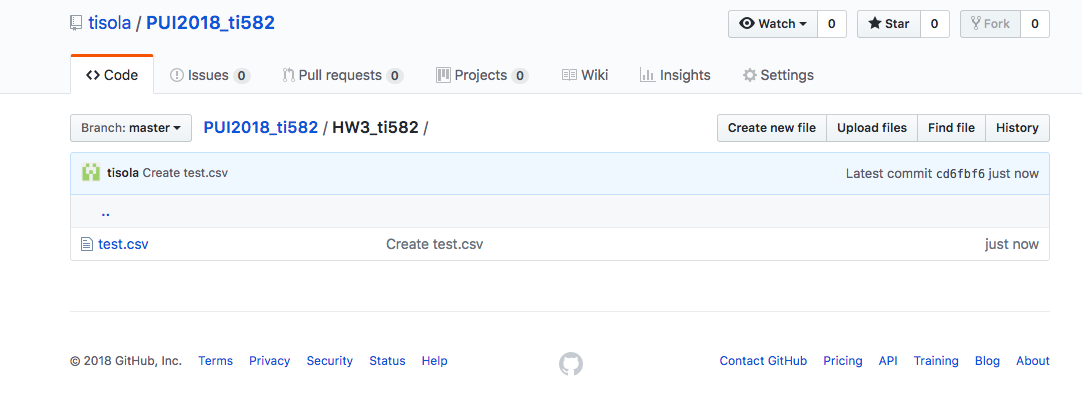 tisola / PUI2018_ti582
Watch 0 Star 0 Fork 0
Code Issues 0 Pull requests 0 Projects 0 Wiki Insights Settings
Branch: master PUI2018_ti582 / HW3_ti582 / Create new file Upload files Find file History
tisola Create test.csv Latest commit cd6fbf6 just now
..
test.csv Create test.csv just now
© 2018 GitHub, Inc. Terms Privacy Security Status Help Contact GitHub Pricing API Training Blog About